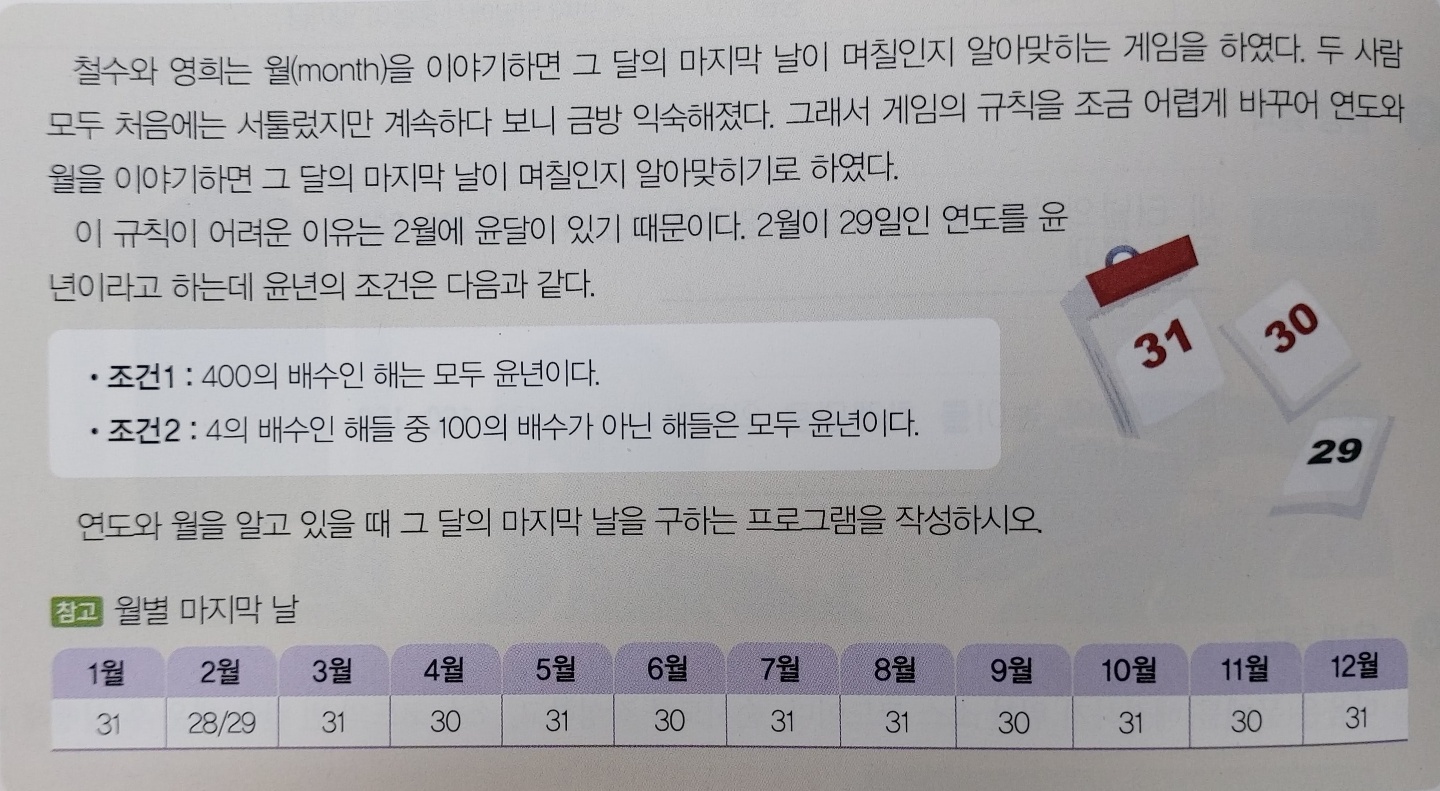 철수와 영희는 월(month)을 이야기하면 그 달의 마지막 날이 며칠인지 알아맞히는 게임을 하였다. 두 사람
모두 처음에는 서툴렀지만 계속하다 보니 금방 익숙해졌다. 그래서 게임의 규칙을 조금 어렵게 바꾸어 연도와
월을 이야기하면 그 달의 마지막 날이 며칠인지 알아맞히기로 하였다.
이 규칙이 어려운 이유는 2월에 윤달이 있기 때문이다. 2월이 29일인 연도를 윤
년이라고 하는데 윤년의 조건은 다음과 같다.
31 30
• 조건1 : 400의 배수인 해는 모두 윤년이다.
• 조건2 : 4의 배수인 해들 중 100의 배수가 아닌 해들은 모두 윤년이다.
29
연도와 월을 알고 있을 때 그 달의 마지막 날을 구하는 프로그램을 작성하시오.
참고 월별 마지막 날
1월 2월 3월 4월 5월 6월 7월 8월 9월 10월 11월 12월
31 28/29 31 30 31 30 31 31 30 31 30 31